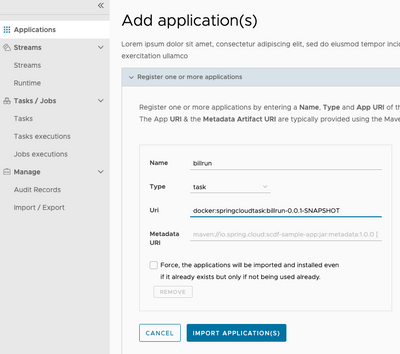 Applications
Streams
Streams
Runtime
Tasks / Jobs
Tasks
Tasks executions
Jobs executions
Manage
Audit Records
Import / Export
Add application(s)
Lorem ipsum dolor sit amet, consectetur adipiscing elit, sed do eiusmod tempor
exercitation ullamco
Register one or more applications
Register one or more applications by entering a Name, Type and App URI of
The App URI & the Metadata Artifact URI are typically provided using the
Name
billrun
Type
task
Uri
docker:springcloudtask:billrun-0.0.1-SNAPSHOT
Metadata
URI
maven://io.spring.cloud:scdf-sample-app:jar:metadata:1.0.0
Force, the applications will be imported and installed even
if it already exists but only if not being used already.
REMOVE
CANCEL
IMPORT APPLICATION(S)